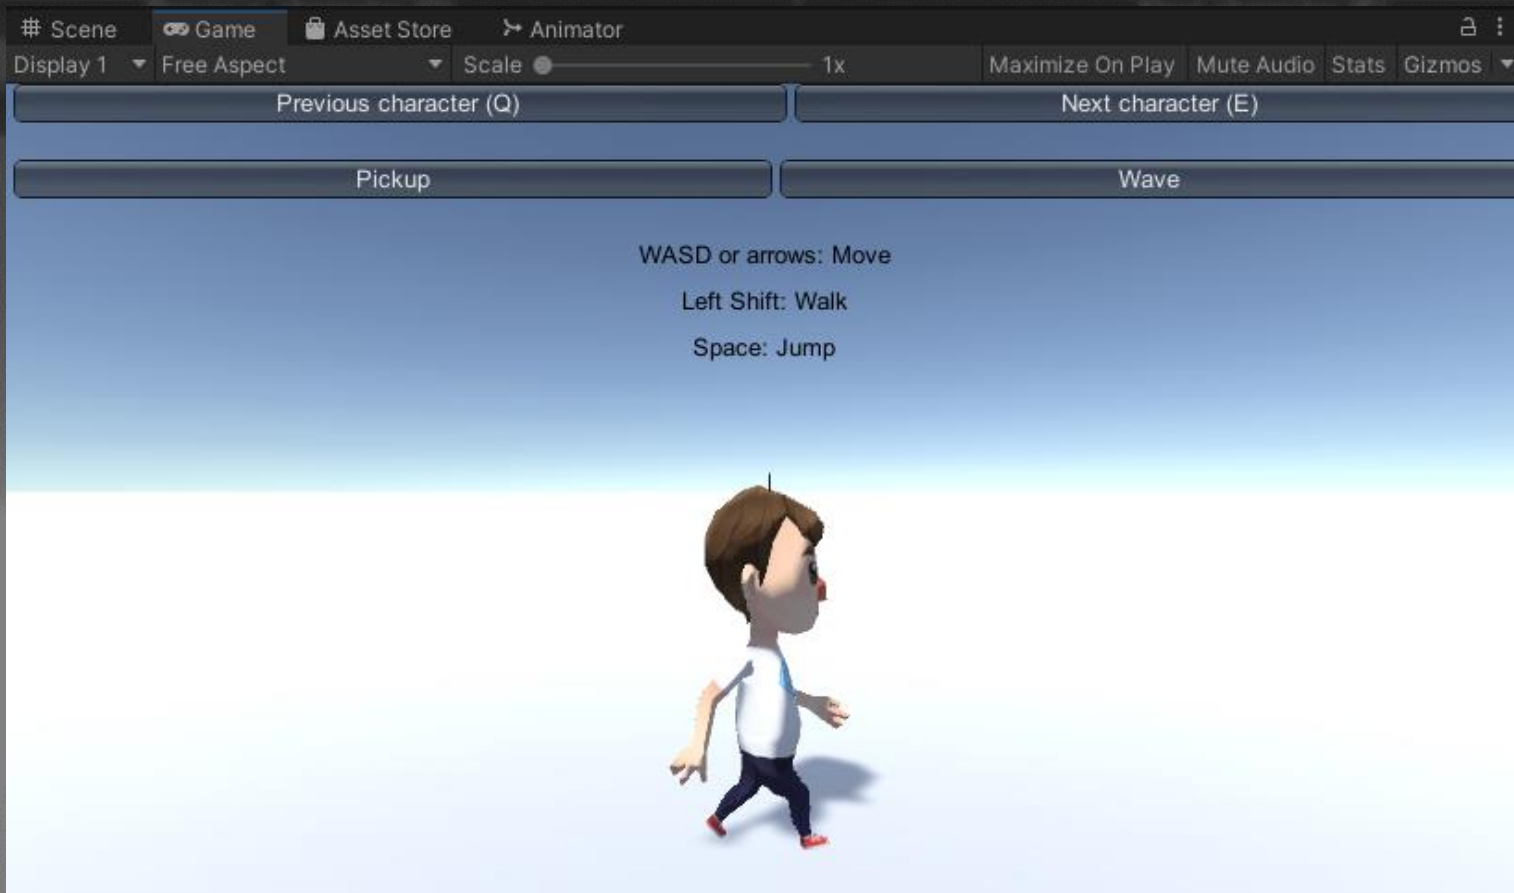 Scene Game Asset Store Animator
Display 1 Free Aspect Scale 1x Maximize On Play Mute Audio Stats Gizmos
Previous character (Q) Next character (E)
Pickup Wave
WASD or arrows: Move
Left Shift: Walk
Space: Jump